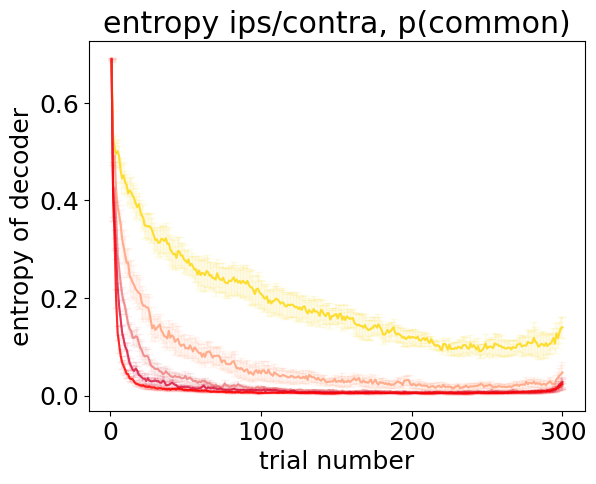 entropy ips/contra, p(common)
entropy of decoder
0.6
0.4
0.2
0.0
0 100 200 300
trial number